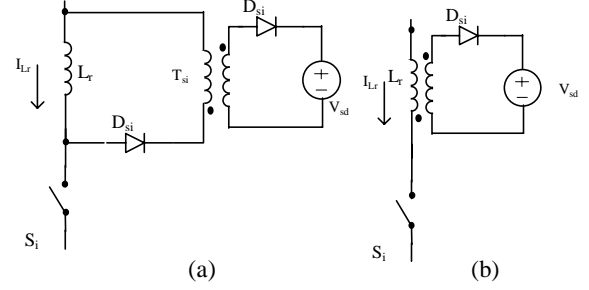 D_si
I_Lr
L_r
T_si
V_sd
D_si
S_i
(a)
D_si
I_Lr
L_r
V_sd
S_i
(b)